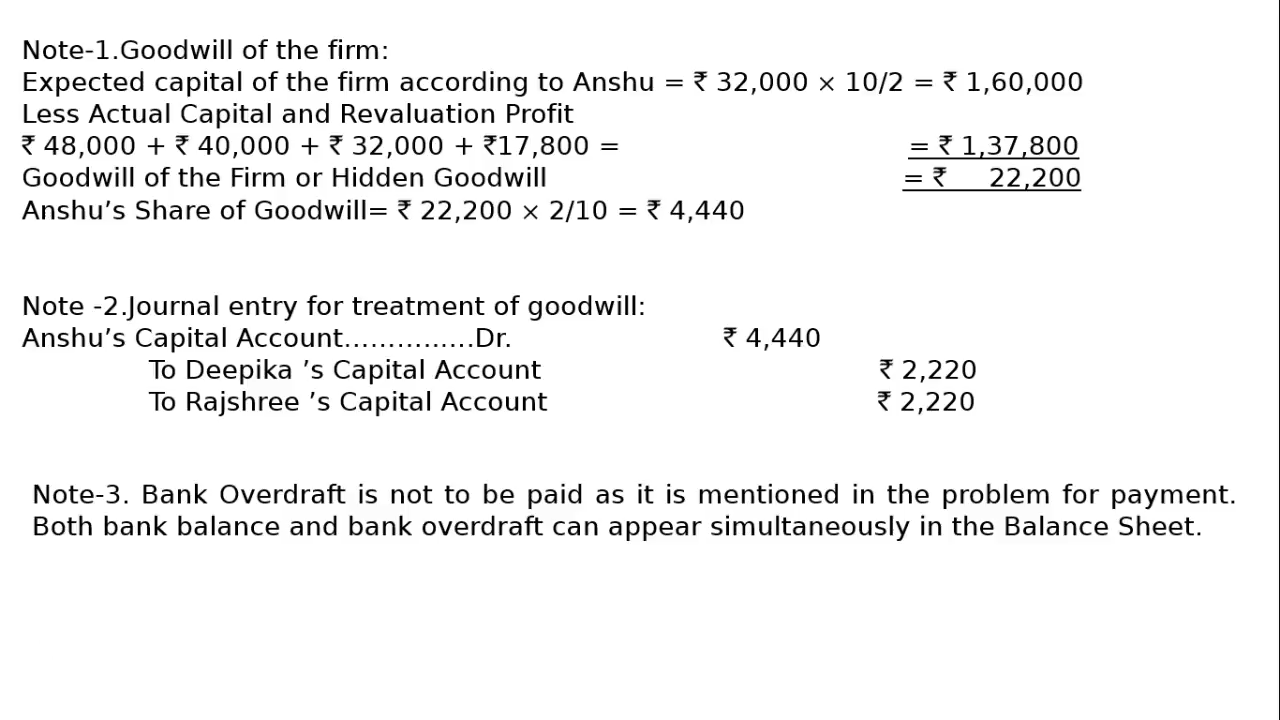 Note-1.Goodwill of the firm:
Expected capital of the firm according to Anshu = ₹ 32,000 × 10/2 = ₹ 1,60,000
Less Actual Capital and Revaluation Profit
₹ 48,000 + ₹ 40,000 + ₹ 32,000 + ₹17,800 = = ₹ 1,37,800
Goodwill of the Firm or Hidden Goodwill = ₹ 22,200
Anshu’s Share of Goodwill= ₹ 22,200 × 2/10 = ₹ 4,440
Note -2.Journal entry for treatment of goodwill:
Anshu’s Capital Account……………Dr. ₹ 4,440
To Deepika ’s Capital Account ₹ 2,220
To Rajshree ’s Capital Account ₹ 2,220
Note-3. Bank Overdraft is not to be paid as it is mentioned in the problem for payment.
Both bank balance and bank overdraft can appear simultaneously in the Balance Sheet.